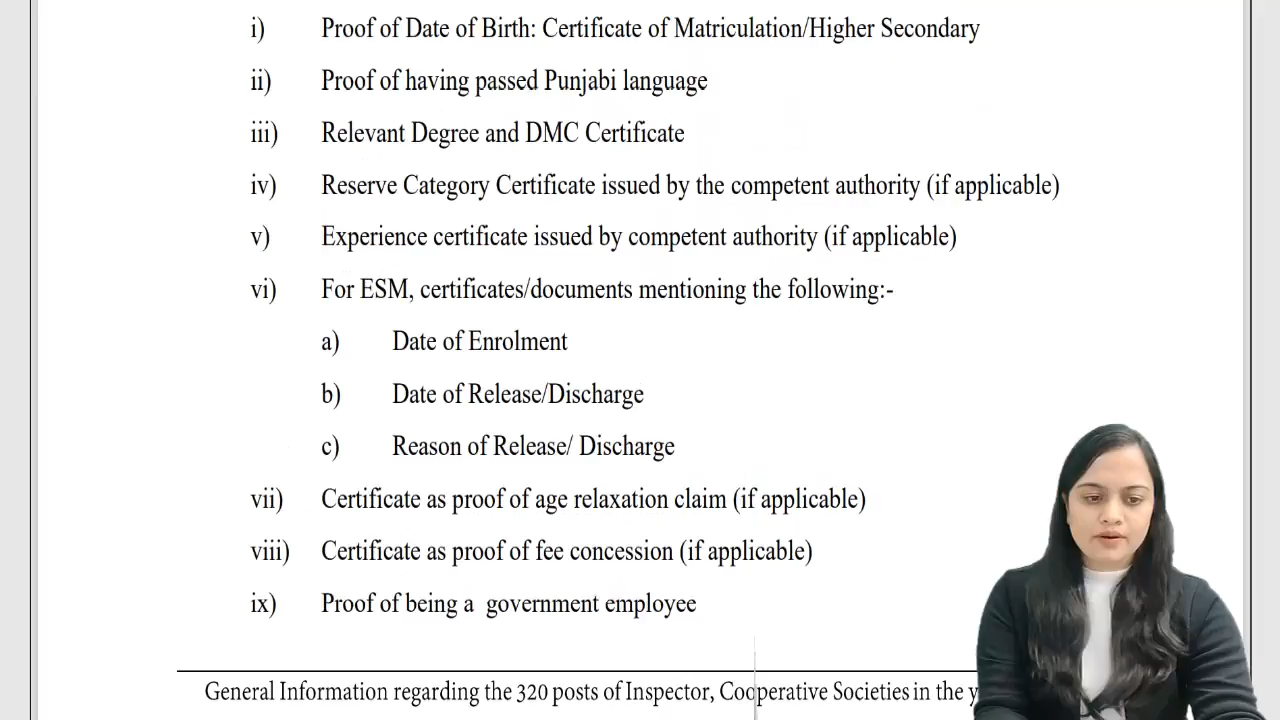 i) Proof of Date of Birth: Certificate of Matriculation/Higher Secondary
ii) Proof of having passed Punjabi language
iii) Relevant Degree and DMC Certificate
iv) Reserve Category Certificate issued by the competent authority (if applicable)
v) Experience certificate issued by competent authority (if applicable)
vi) For ESM, certificates/documents mentioning the following:-
a) Date of Enrolment
b) Date of Release/Discharge
c) Reason of Release/ Discharge
vii) Certificate as proof of age relaxation claim (if applicable)
viii) Certificate as proof of fee concession (if applicable)
ix) Proof of being a government employee
General Information regarding the 320 posts of Inspector, Cooperative Societies in the